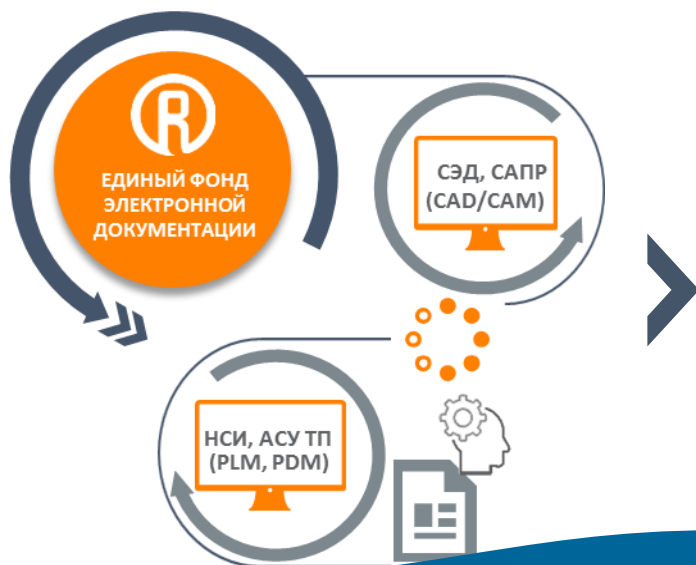 R
ЕДИНЫЙ ФОНД
ЭЛЕКТРОННОЙ
ДОКУМЕНТАЦИИ
СЭД, САПР
(CAD/CAM)
НСИ, АСУ ТП
(PLM, PDM)